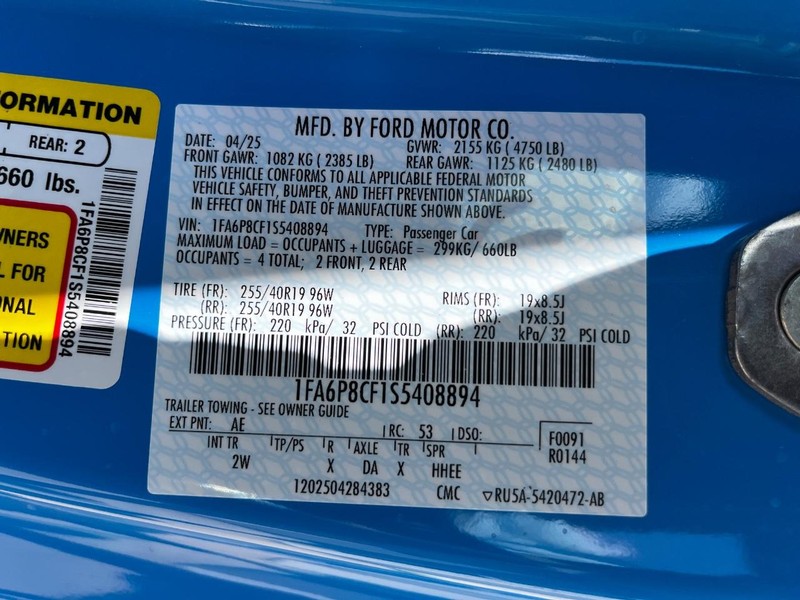 ORMATION
REAR: 2
660 lbs.
WNERS
L FOR
ONAL
TION
1FA6P8CF1S5408894
MFD. BY FORD MOTOR CO.
DATE: 04/25 GVWR: 2155 KG ( 4750 LB)
FRONT GAWR: 1082 KG ( 2385 LB) REAR GAWR: 1125 KG ( 2480 LB)
THIS VEHICLE CONFORMS TO ALL APPLICABLE FEDERAL MOTOR
VEHICLE SAFETY, BUMPER, AND THEFT PREVENTION STANDARDS
IN EFFECT ON THE DATE OF MANUFACTURE SHOWN ABOVE.
VIN: 1FA6P8CF1S5408894 TYPE: Passenger Car
MAXIMUM LOAD = OCCUPANTS + LUGGAGE = 299KG/ 660LB
OCCUPANTS = 4 TOTAL; 2 FRONT, 2 REAR
TIRE (FR): 255/40R19 96W RIMS (FR): 19x8.5J
(RR): 255/40R19 96W (RR): 19x8.5J
PRESSURE (FR): 220 kPa/ 32 PSI COLD (RR): 220 kPa/ 32 PSI COLD
1FA6P8CF1S5408894
TRAILER TOWING - SEE OWNER GUIDE
EXT PNT: AE RC: 53 DSO: F0091
INT TR TP/PS R AXLE TR SPR R0144
2W X DA X HHEE
1202504284383 CMC ▽RU5A-5420472-AB